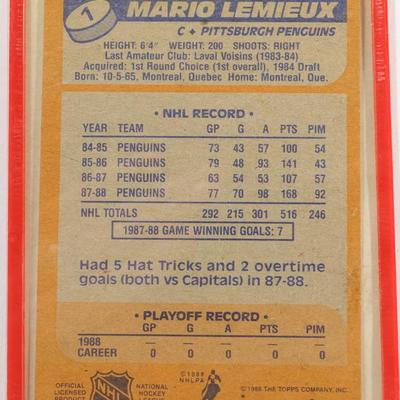 1
MARIO LEMIEUX
C • PITTSBURGH PENGUINS
HEIGHT: 6'4" WEIGHT: 200 SHOOTS: RIGHT
Last Amateur Club: Laval Voisins (1983-84)
Acquired: 1st Round Choice (1st overall), 1984 Draft
Born: 10-5-65, Montreal, Quebec Home: Montreal, Que.
• NHL RECORD •
YEAR TEAM GP G A PTS PIM
84-85 PENGUINS 73 43 57 100 54
85-86 PENGUINS 79 48 93 141 43
86-87 PENGUINS 63 54 53 107 57
87-88 PENGUINS 77 70 98 168 92
NHL TOTALS 292 215 301 516 246
1987-88 GAME WINNING GOALS: 7
Had 5 Hat Tricks and 2 overtime
goals (both vs Capitals) in 87-88.
• PLAYOFF RECORD •
GP G A PTS PIM
1988 0 0 0 0 0
CAREER 0 0 0 0 0
OFFICIAL LICENSED PRODUCT
NHL
NATIONAL HOCKEY LEAGUE
©1988 NHLPA
©1988 THE TOPPS COMPANY, INC.